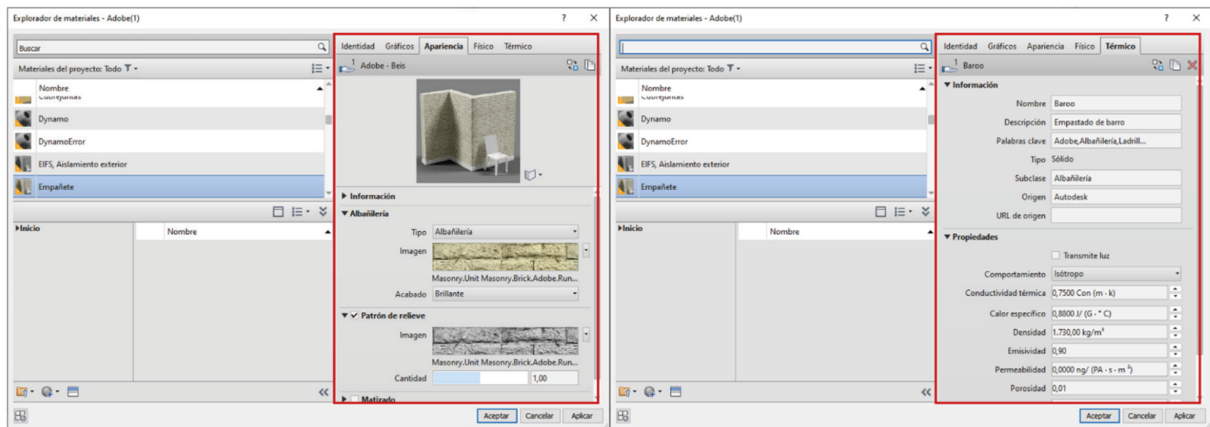 Explorador de materiales - Adobe(1)
Buscar
Materiales del proyecto: Todo
Nombre
Cubrejuntas
Dynamo
DynamoError
EIFS, Aislamiento exterior
Empañete
Inicio
Nombre
Identidad Gráficos Apariencia Físico Térmico
1
Adobe - Beis
Información
Albañilería
Tipo Albañilería
Imagen
Masonry.Unit Masonry.Brick.Adobe.Run...
Acabado Brillante
Patrón de relieve
Imagen
Masonry.Unit Masonry.Brick.Adobe.Run...
Cantidad 1,00
Matizado
Aceptar Cancelar Aplicar
Explorador de materiales - Adobe(1)
Materiales del proyecto: Todo
Nombre
Cubrejuntas
Dynamo
DynamoError
EIFS, Aislamiento exterior
Empañete
Inicio
Nombre
Identidad Gráficos Apariencia Físico Térmico
1
Baroo
Información
Nombre Baroo
Descripción Empastado de barro
Palabras clave Adobe,Albañilería,Ladrill...
Tipo Sólido
Subclase Albañilería
Origen Autodesk
URL de origen
Propiedades
Transmite luz
Comportamiento Isótropo
Conductividad térmica 0,7500 Con (m - k)
Calor específico 0,8800 J/ (G - ° C)
Densidad 1.730,00 kg/m³
Emisividad 0,90
Permeabilidad 0,0000 ng/ (PA - s - m ²)
Porosidad 0,01
Aceptar Cancelar Aplicar